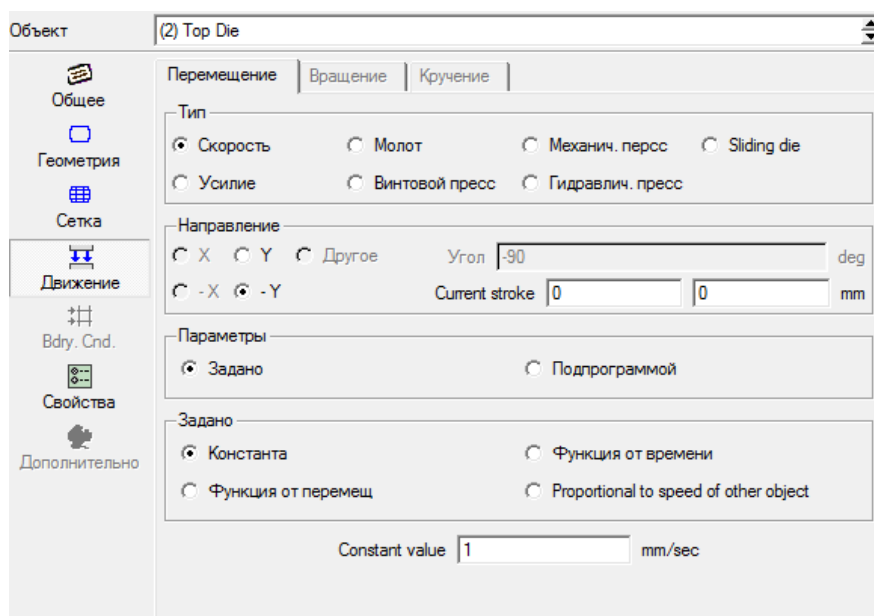 Объект (2) Top Die
Общее
Геометрия
Сетка
Движение
Bdry. Cnd.
Свойства
Дополнительно
Перемещение Вращение Кручение
Тип
Скорость Молот Механич. персс Sliding die
Усилие Винтовой пресс Гидравлич. пресс
Направление
X Y Другое Угол -90 deg
-X -Y Current stroke 0 0 mm
Параметры
Задано Подпрограммой
Задано
Константа Функция от времени
Функция от перемещ Proportional to speed of other object
Constant value 1 mm/sec